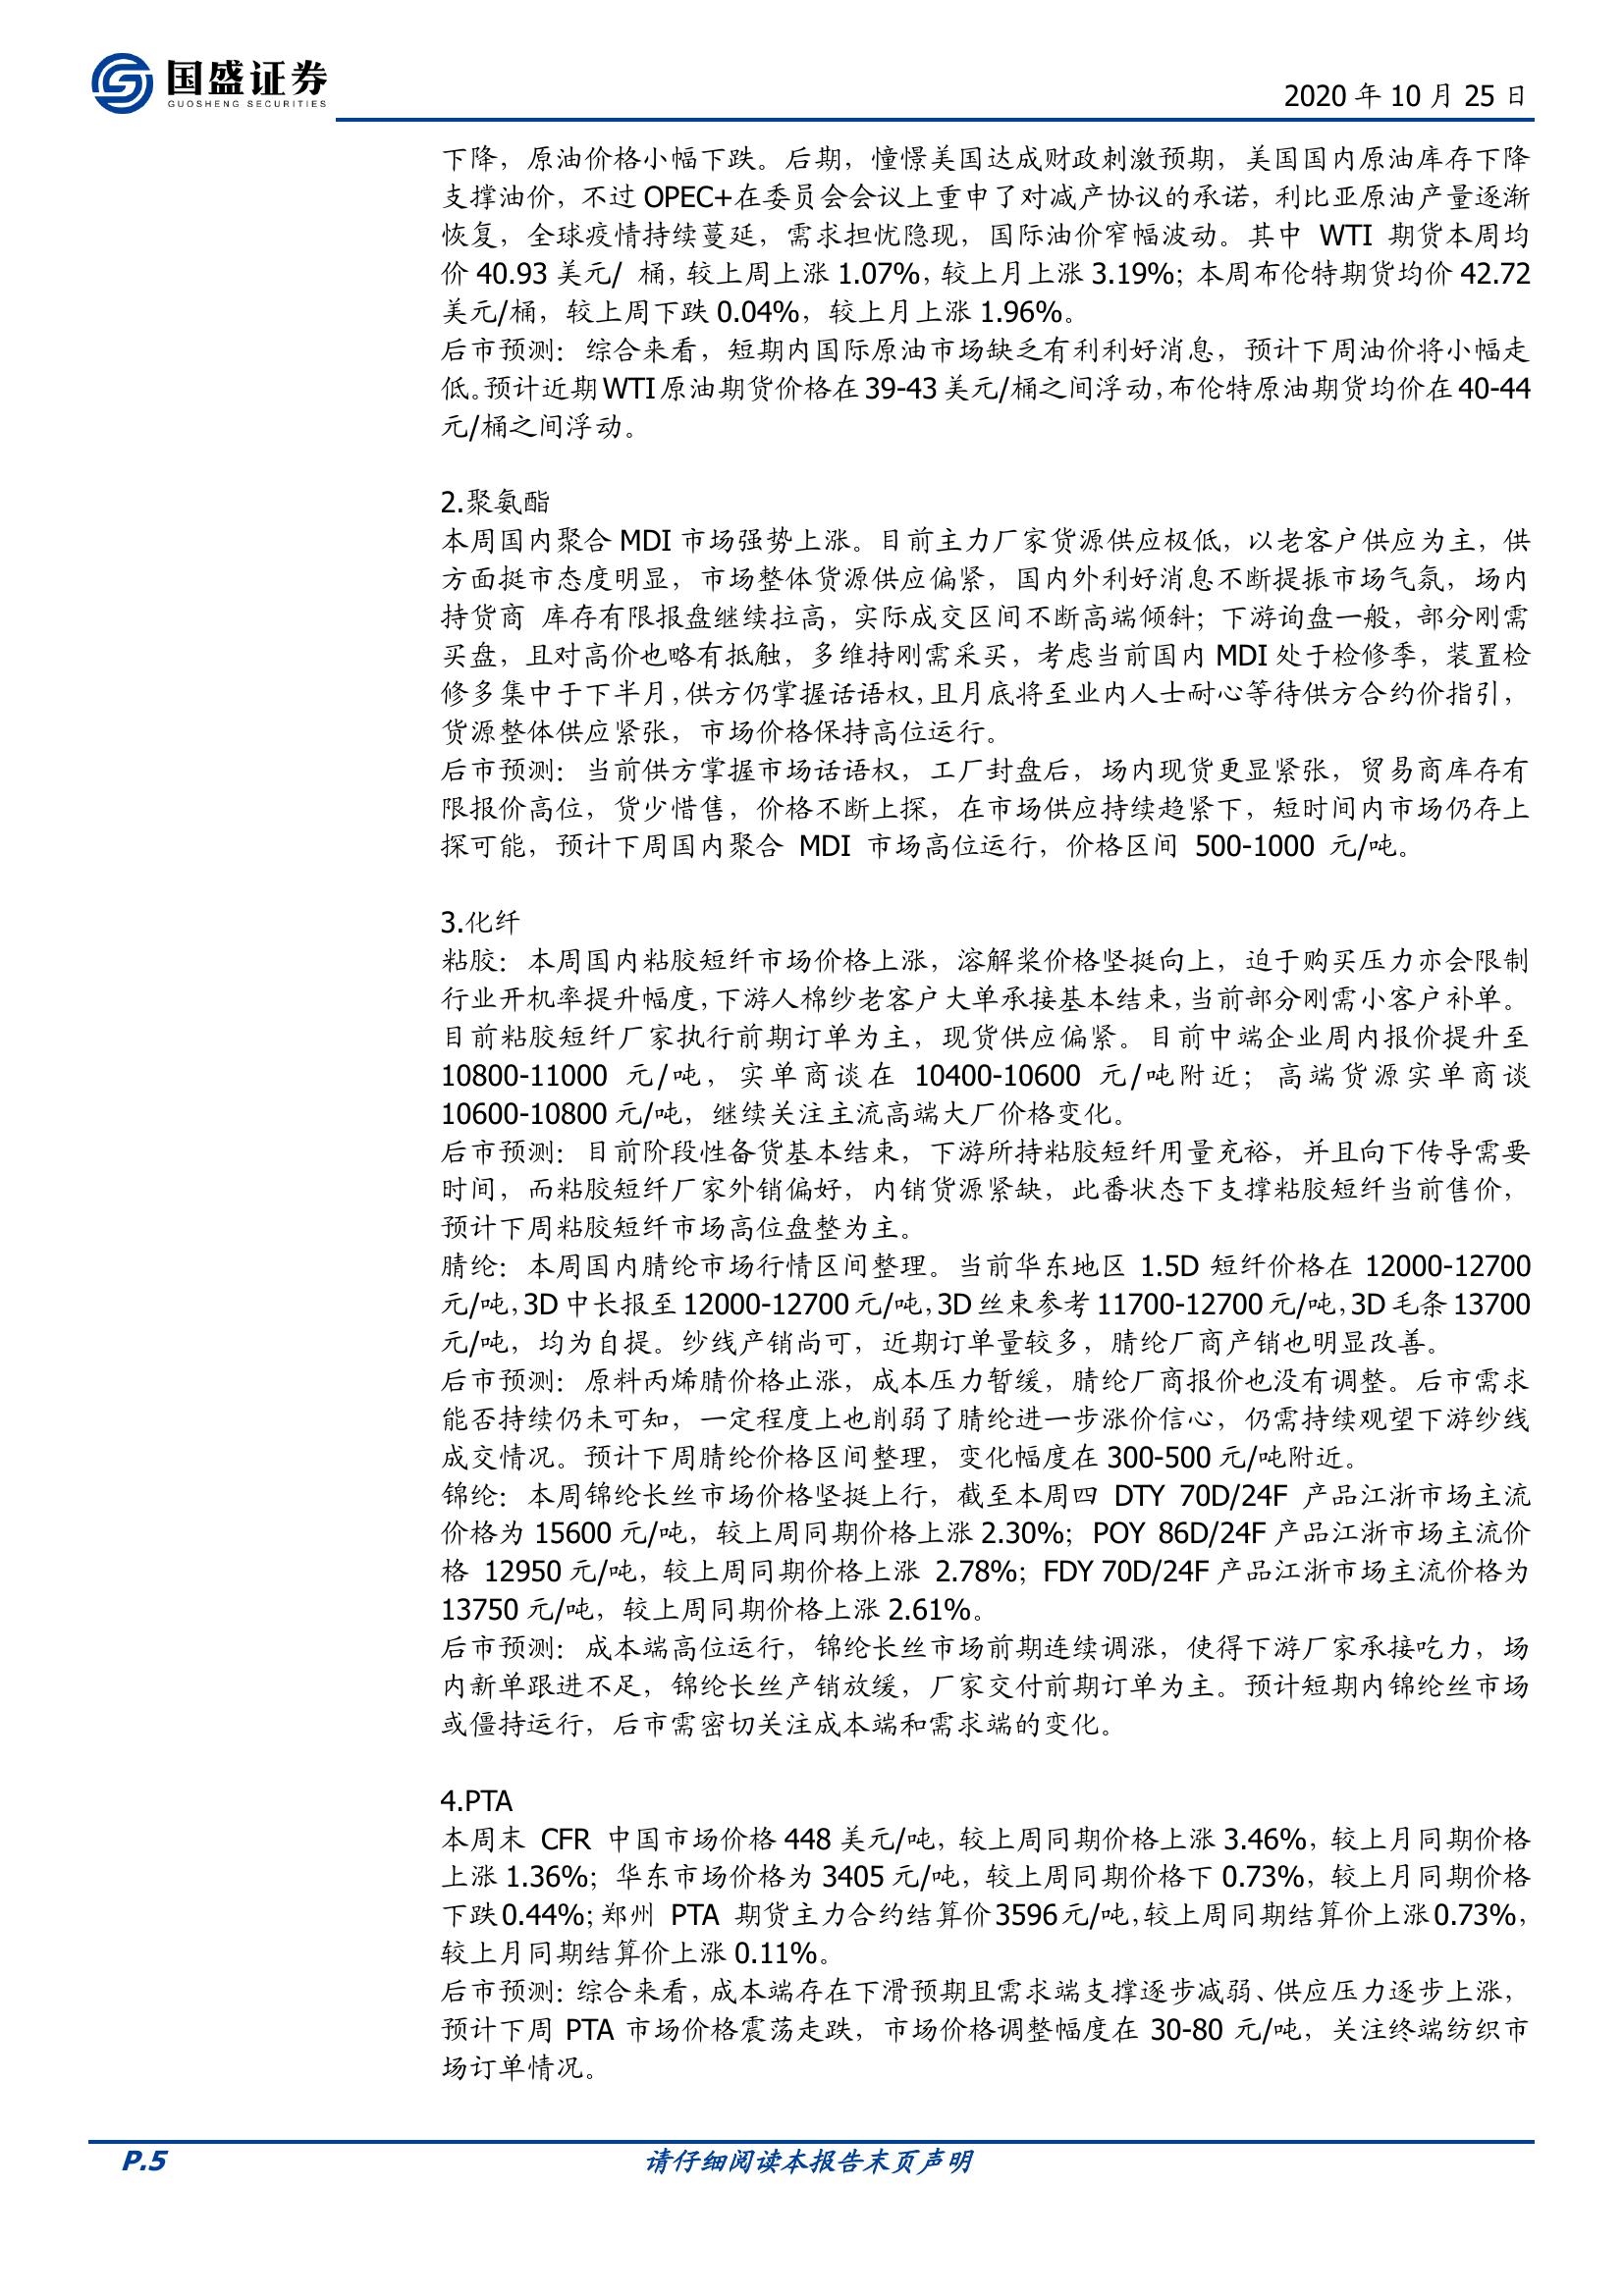 国盛证券
GUOSHENG SECURITIES
2020 年 10 月 25 日
下降，原油价格小幅下跌。后期，憧憬美国达成财政刺激预期，美国国内原油库存下降
支撑油价，不过 OPEC+在委员会会议上重申了对减产协议的承诺，利比亚原油产量逐渐
恢复，全球疫情持续蔓延，需求担忧隐现，国际油价窄幅波动。其中 WTI 期货本周均
价 40.93 美元/ 桶，较上周上涨 1.07%，较上月上涨 3.19%；本周布伦特期货均价 42.72
美元/桶，较上周下跌 0.04%，较上月上涨 1.96%。
后市预测：综合来看，短期内国际原油市场缺乏有利利好消息，预计下周油价将小幅走
低。预计近期 WTI 原油期货价格在 39-43 美元/桶之间浮动，布伦特原油期货均价在 40-44
元/桶之间浮动。
2.聚氨酯
本周国内聚合 MDI 市场强势上涨。目前主力厂家货源供应极低，以老客户供应为主，供
方面挺市态度明显，市场整体货源供应偏紧，国内外利好消息不断提振市场气氛，场内
持货商 库存有限报盘继续拉高，实际成交区间不断高端倾斜；下游询盘一般，部分刚需
买盘，且对高价也略有抵触，多维持刚需采买，考虑当前国内 MDI 处于检修季，装置检
修多集中于下半月，供方仍掌握话语权，且月底将至业内人士耐心等待供方合约价指引，
货源整体供应紧张，市场价格保持高位运行。
后市预测：当前供方掌握市场话语权，工厂封盘后，场内现货更显紧张，贸易商库存有
限报价高位，货少惜售，价格不断上探，在市场供应持续趋紧下，短时间内市场仍存上
探可能，预计下周国内聚合 MDI 市场高位运行，价格区间 500-1000 元/吨。
3.化纤
粘胶：本周国内粘胶短纤市场价格上涨，溶解浆价格坚挺向上，迫于购买压力亦会限制
行业开机率提升幅度，下游人棉纱老客户大单承接基本结束，当前部分刚需小客户补单。
目前粘胶短纤厂家执行前期订单为主，现货供应偏紧。目前中端企业周内报价提升至
10800-11000 元/吨，实单商谈在 10400-10600 元/吨附近；高端货源实单商谈
10600-10800 元/吨，继续关注主流高端大厂价格变化。
后市预测：目前阶段性备货基本结束，下游所持粘胶短纤用量充裕，并且向下传导需要
时间，而粘胶短纤厂家外销偏好，内销货源紧缺，此番状态下支撑粘胶短纤当前售价，
预计下周粘胶短纤市场高位盘整为主。
腈纶：本周国内腈纶市场行情区间整理。当前华东地区 1.5D 短纤价格在 12000-12700
元/吨，3D 中长报至 12000-12700 元/吨，3D 丝束参考 11700-12700 元/吨，3D 毛条 13700
元/吨，均为自提。纱线产销尚可，近期订单量较多，腈纶厂商产销也明显改善。
后市预测：原料丙烯腈价格止涨，成本压力暂缓，腈纶厂商报价也没有调整。后市需求
能否持续仍未可知，一定程度上也削弱了腈纶进一步涨价信心，仍需持续观望下游纱线
成交情况。预计下周腈纶价格区间整理，变化幅度在 300-500 元/吨附近。
锦纶：本周锦纶长丝市场价格坚挺上行，截至本周四 DTY 70D/24F 产品江浙市场主流
价格为 15600 元/吨，较上周同期价格上涨 2.30%；POY 86D/24F 产品江浙市场主流价
格 12950 元/吨，较上周同期价格上涨 2.78%；FDY 70D/24F 产品江浙市场主流价格为
13750 元/吨，较上周同期价格上涨 2.61%。
后市预测：成本端高位运行，锦纶长丝市场前期连续调涨，使得下游厂家承接吃力，场
内新单跟进不足，锦纶长丝产销放缓，厂家交付前期订单为主。预计短期内锦纶丝市场
或僵持运行，后市需密切关注成本端和需求端的变化。
4.PTA
本周末 CFR 中国市场价格 448 美元/吨，较上周同期价格上涨 3.46%，较上月同期价格
上涨 1.36%；华东市场价格为 3405 元/吨，较上周同期价格下 0.73%，较上月同期价格
下跌 0.44%；郑州 PTA 期货主力合约结算价 3596 元/吨，较上周同期结算价上涨 0.73%，
较上月同期结算价上涨 0.11%。
后市预测：综合来看，成本端存在下滑预期且需求端支撑逐步减弱、供应压力逐步上涨，
预计下周 PTA 市场价格震荡走跌，市场价格调整幅度在 30-80 元/吨，关注终端纺织市
场订单情况。
P.5
请仔细阅读本报告末页声明